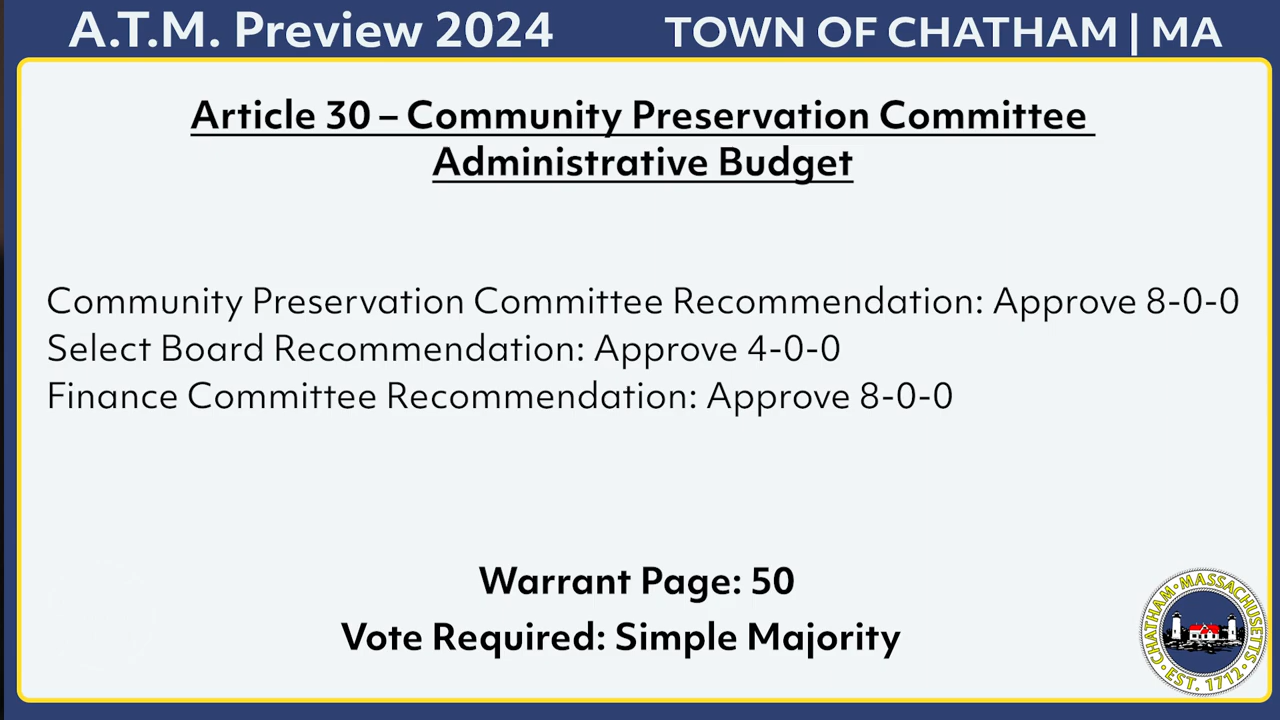 A.T.M. Preview 2024
TOWN OF CHATHAM | MA
Article 30 – Community Preservation Committee
Administrative Budget
Community Preservation Committee Recommendation: Approve 8-0-0
Select Board Recommendation: Approve 4-0-0
Finance Committee Recommendation: Approve 8-0-0
Warrant Page: 50
Vote Required: Simple Majority
CHATHAM · MASSACHUSETTS
EST. 1712